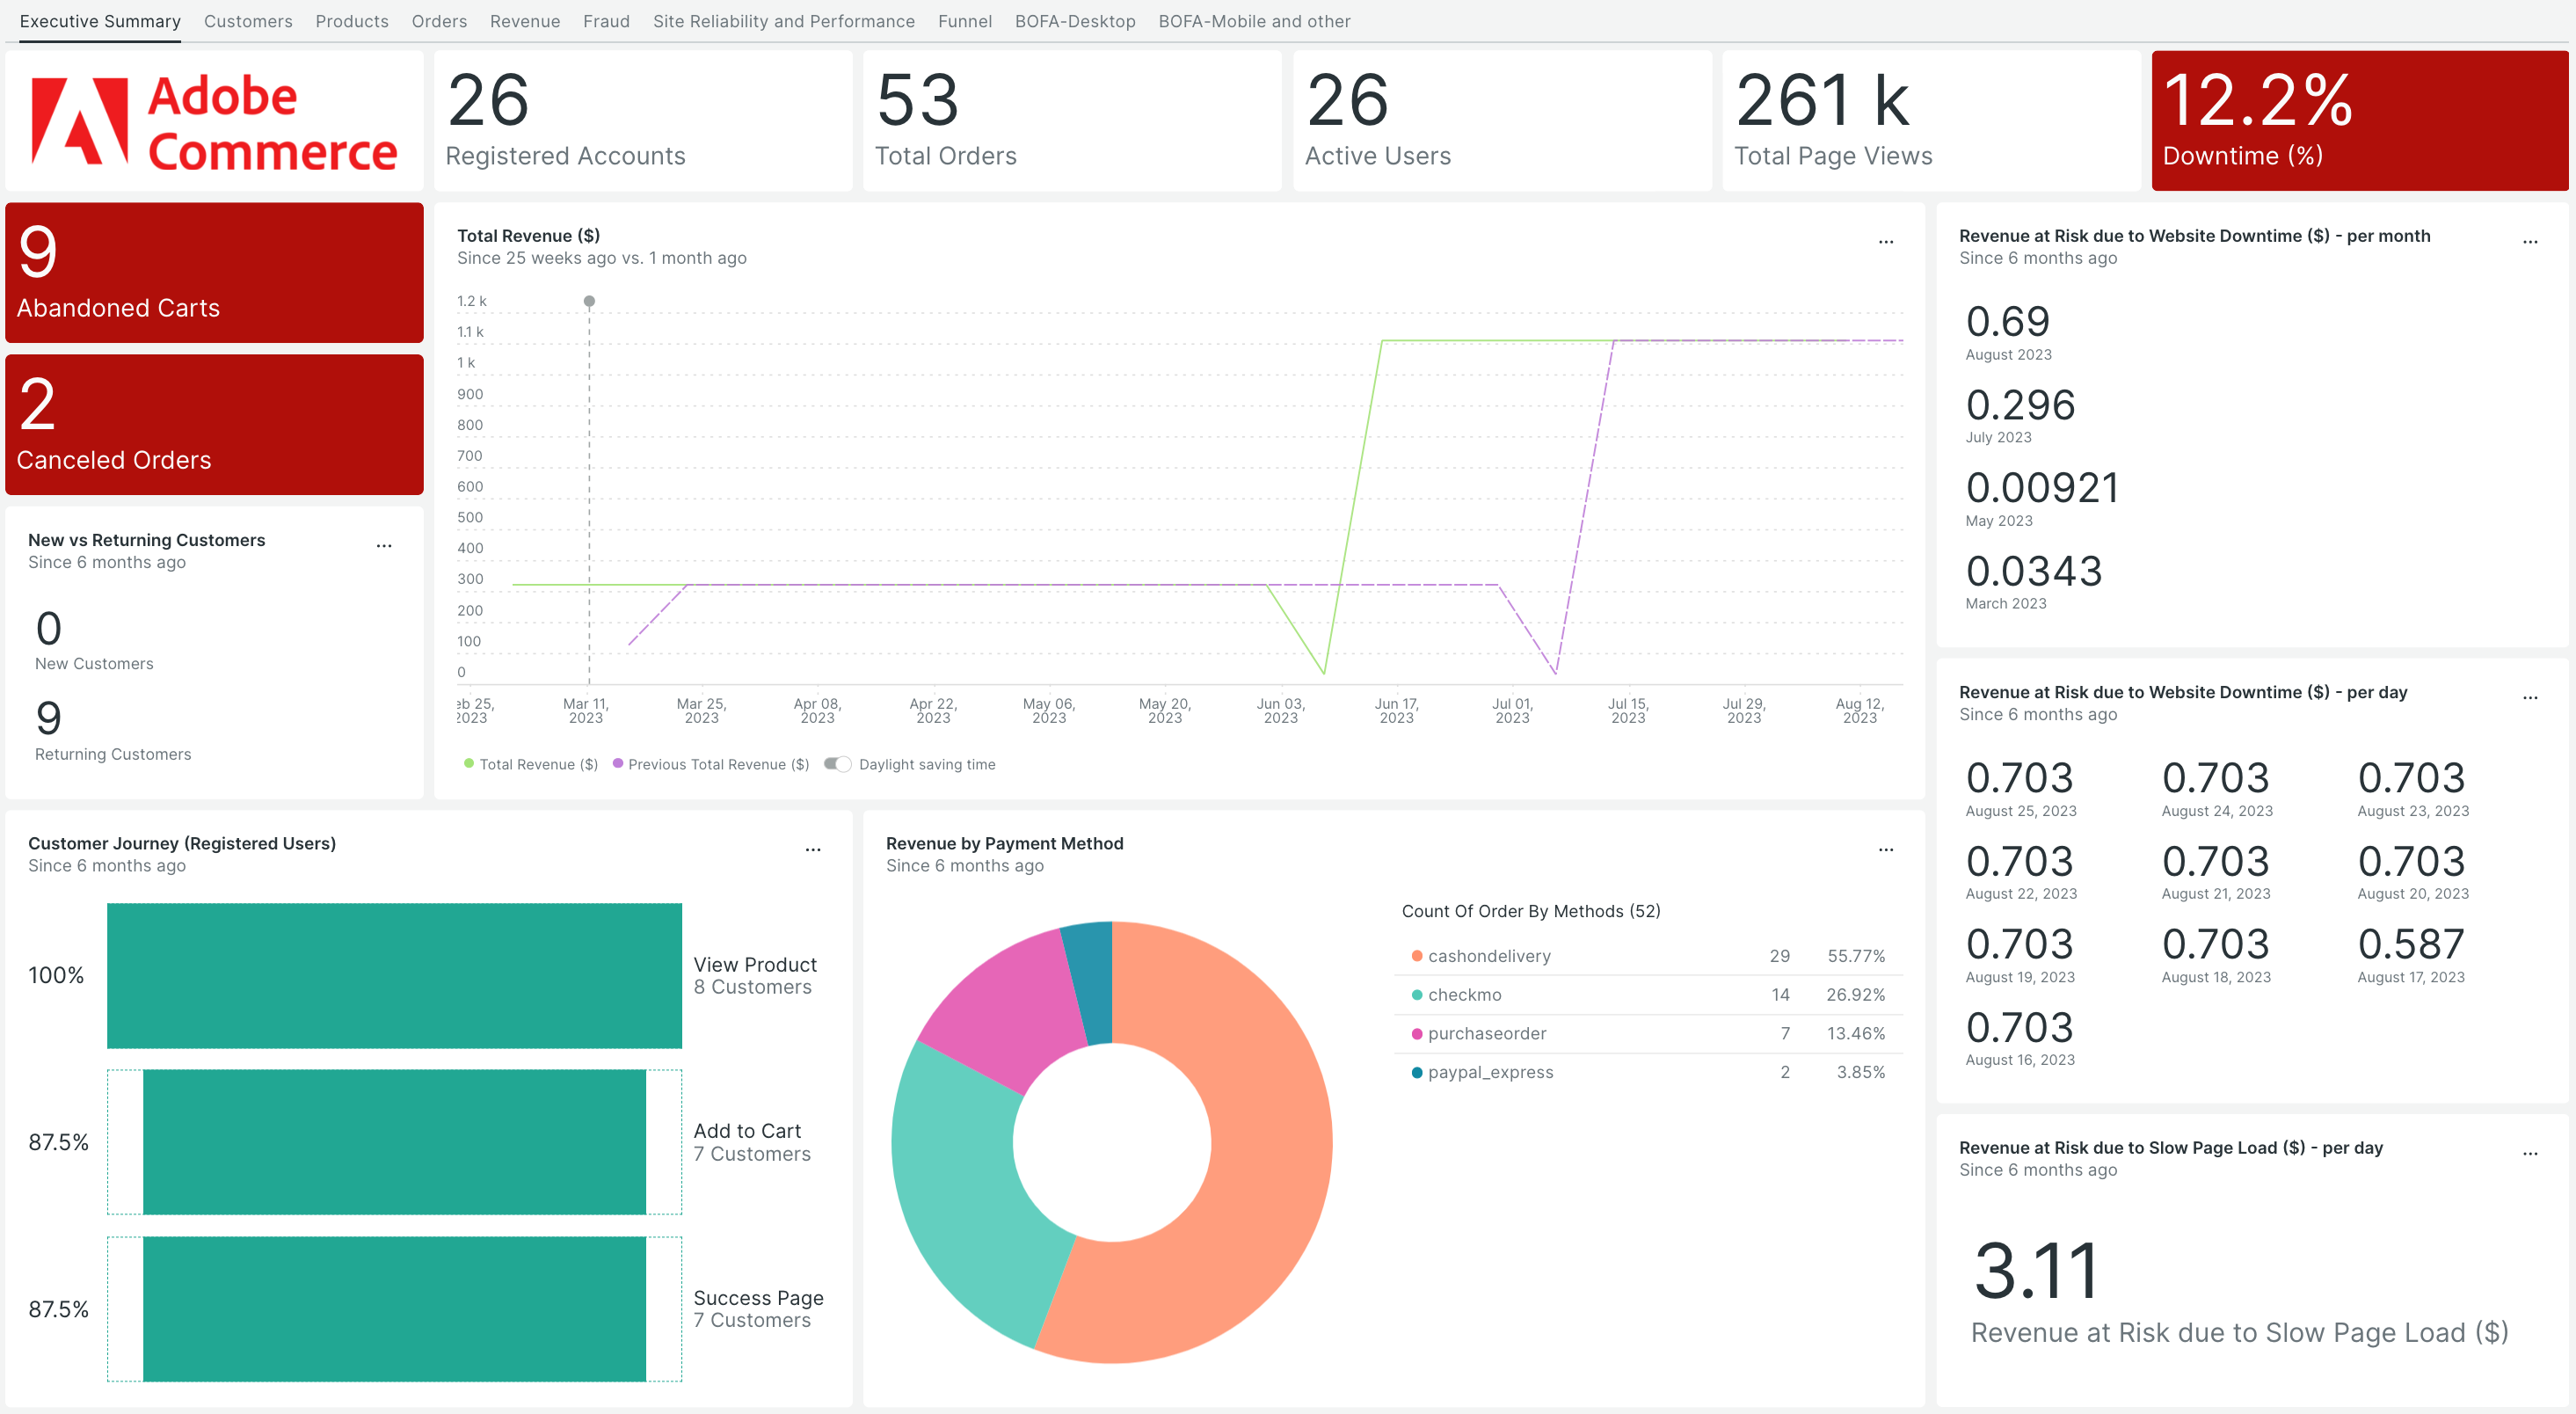 Executive Summary Customers Products Orders Revenue Fraud Site Reliability and Performance Funnel BOFA-Desktop BOFA-Mobile and other
Adobe
Commerce
26
Registered Accounts
53
Total Orders
26
Active Users
261 k
Total Page Views
12.2%
Downtime (%)
9
Abandoned Carts
2
Canceled Orders
New vs Returning Customers
Since 6 months ago
...
0
New Customers
9
Returning Customers
Total Revenue ($)
Since 25 weeks ago vs. 1 month ago
...
1.2 k
1.1 k
1 k
900
800
700
600
500
400
300
200
100
0
eb 25, 2023
Mar 11, 2023
Mar 25, 2023
Apr 08, 2023
Apr 22, 2023
May 06, 2023
May 20, 2023
Jun 03, 2023
Jun 17, 2023
Jul 01, 2023
Jul 15, 2023
Jul 29, 2023
Aug 12, 2023
Total Revenue ($) Previous Total Revenue ($) Daylight saving time
Revenue at Risk due to Website Downtime ($) - per month
Since 6 months ago
...
0.69
August 2023
0.296
July 2023
0.00921
May 2023
0.0343
March 2023
Revenue at Risk due to Website Downtime ($) - per day
Since 6 months ago
...
0.703 0.703 0.703
August 25, 2023 August 24, 2023 August 23, 2023
0.703 0.703 0.703
August 22, 2023 August 21, 2023 August 20, 2023
0.703 0.703 0.587
August 19, 2023 August 18, 2023 August 17, 2023
0.703
August 16, 2023
Customer Journey (Registered Users)
Since 6 months ago
...
100%
View Product
8 Customers
87.5%
Add to Cart
7 Customers
87.5%
Success Page
7 Customers
Revenue by Payment Method
Since 6 months ago
...
Count Of Order By Methods (52)
cashondelivery 29 55.77%
checkmo 14 26.92%
purchaseorder 7 13.46%
paypal_express 2 3.85%
Revenue at Risk due to Slow Page Load ($) - per day
Since 6 months ago
...
3.11
Revenue at Risk due to Slow Page Load ($)